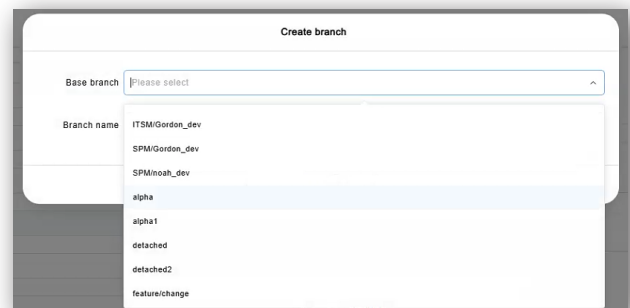 Create branch
Base branch Please select
Branch name
ITSM/Gordon_dev
SPM/Gordon_dev
SPM/noah_dev
alpha
alpha1
detached
detached2
feature/change